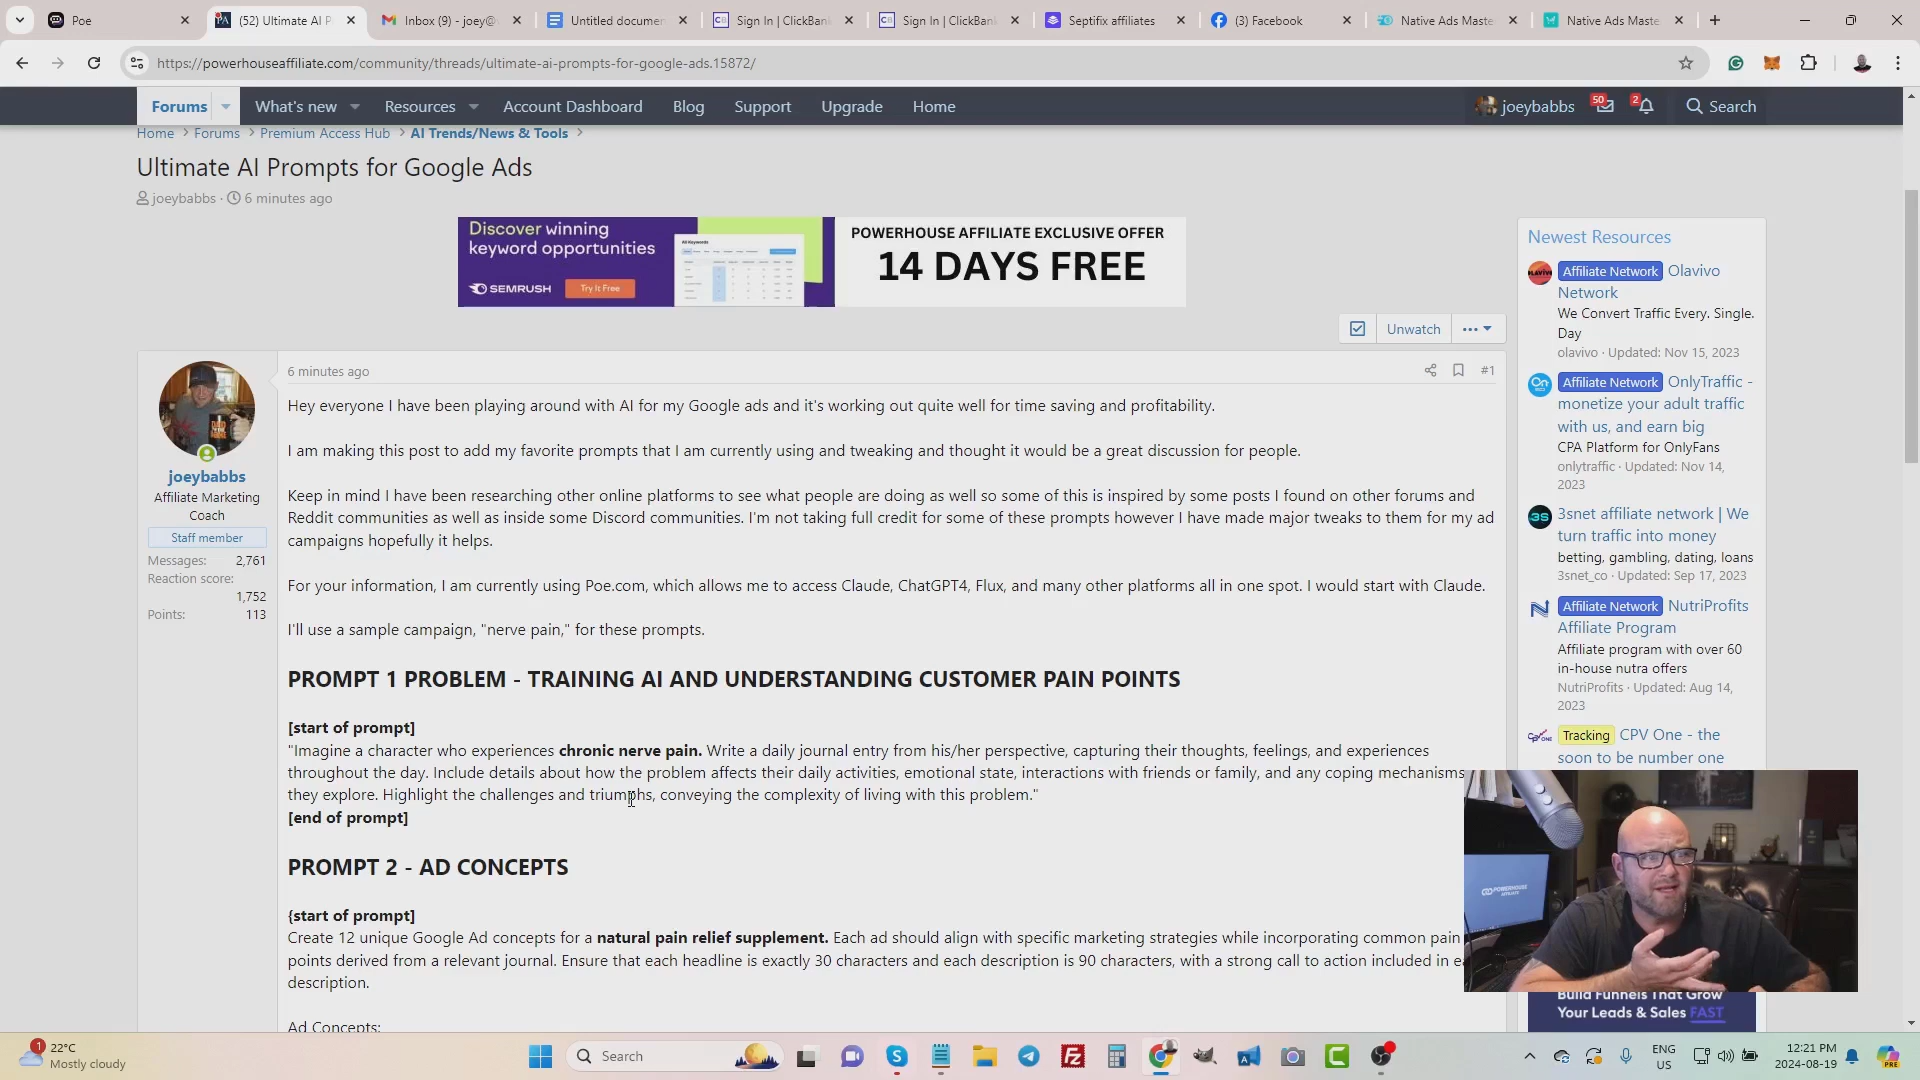 Poe
(52) Ultimate AI P
Inbox (9) - joey@
Untitled documen
Sign In | ClickBank
Sign In | ClickBank
Septifix affiliates
(3) Facebook
Native Ads Maste
Native Ads Maste
https://powerhouseaffiliate.com/community/threads/ultimate-ai-prompts-for-google-ads.15872/
Forums
What's new
Resources
Account Dashboard
Blog
Support
Upgrade
Home
joeybabbs
50
2
Search
Home > Forums > Premium Access Hub > AI Trends/News & Tools >
Ultimate AI Prompts for Google Ads
joeybabbs · 6 minutes ago
Discover winning
keyword opportunities
SEMRUSH
Try It Free
POWERHOUSE AFFILIATE EXCLUSIVE OFFER
14 DAYS FREE
Unwatch
joeybabbs
Affiliate Marketing
Coach
Staff member
Messages: 2,761
Reaction score:
1,752
Points: 113
6 minutes ago
#1
Hey everyone I have been playing around with AI for my Google ads and it's working out quite well for time saving and profitability.
I am making this post to add my favorite prompts that I am currently using and tweaking and thought it would be a great discussion for people.
Keep in mind I have been researching other online platforms to see what people are doing as well so some of this is inspired by some posts I found on other forums and
Reddit communities as well as inside some Discord communities. I'm not taking full credit for some of these prompts however I have made major tweaks to them for my ad
campaigns hopefully it helps.
For your information, I am currently using Poe.com, which allows me to access Claude, ChatGPT4, Flux, and many other platforms all in one spot. I would start with Claude.
I'll use a sample campaign, "nerve pain," for these prompts.
PROMPT 1 PROBLEM - TRAINING AI AND UNDERSTANDING CUSTOMER PAIN POINTS
[start of prompt]
"Imagine a character who experiences chronic nerve pain. Write a daily journal entry from his/her perspective, capturing their thoughts, feelings, and experiences
throughout the day. Include details about how the problem affects their daily activities, emotional state, interactions with friends or family, and any coping mechanisms
they explore. Highlight the challenges and triumphs, conveying the complexity of living with this problem."
[end of prompt]
PROMPT 2 - AD CONCEPTS
{start of prompt]
Create 12 unique Google Ad concepts for a natural pain relief supplement. Each ad should align with specific marketing strategies while incorporating common pain
points derived from a relevant journal. Ensure that each headline is exactly 30 characters and each description is 90 characters, with a strong call to action included in ea
description.
Ad Concepts:
Newest Resources
Affiliate Network Olavivo
Network
We Convert Traffic Every. Single.
Day
olavivo · Updated: Nov 15, 2023
Affiliate Network OnlyTraffic -
monetize your adult traffic
with us, and earn big
CPA Platform for OnlyFans
onlytraffic · Updated: Nov 14,
2023
3snet affiliate network | We
turn traffic into money
betting, gambling, dating, loans
3snet_co · Updated: Sep 17, 2023
Affiliate Network NutriProfits
Affiliate Program
Affiliate program with over 60
in-house nutra offers
NutriProfits · Updated: Aug 14,
2023
Tracking CPV One - the
soon to be number one
POWERHOUSE
Build Funnels That Grow
Your Leads & Sales FAST
1
22°C
Mostly cloudy
Search
ENG
US
12:21 PM
2024-08-19